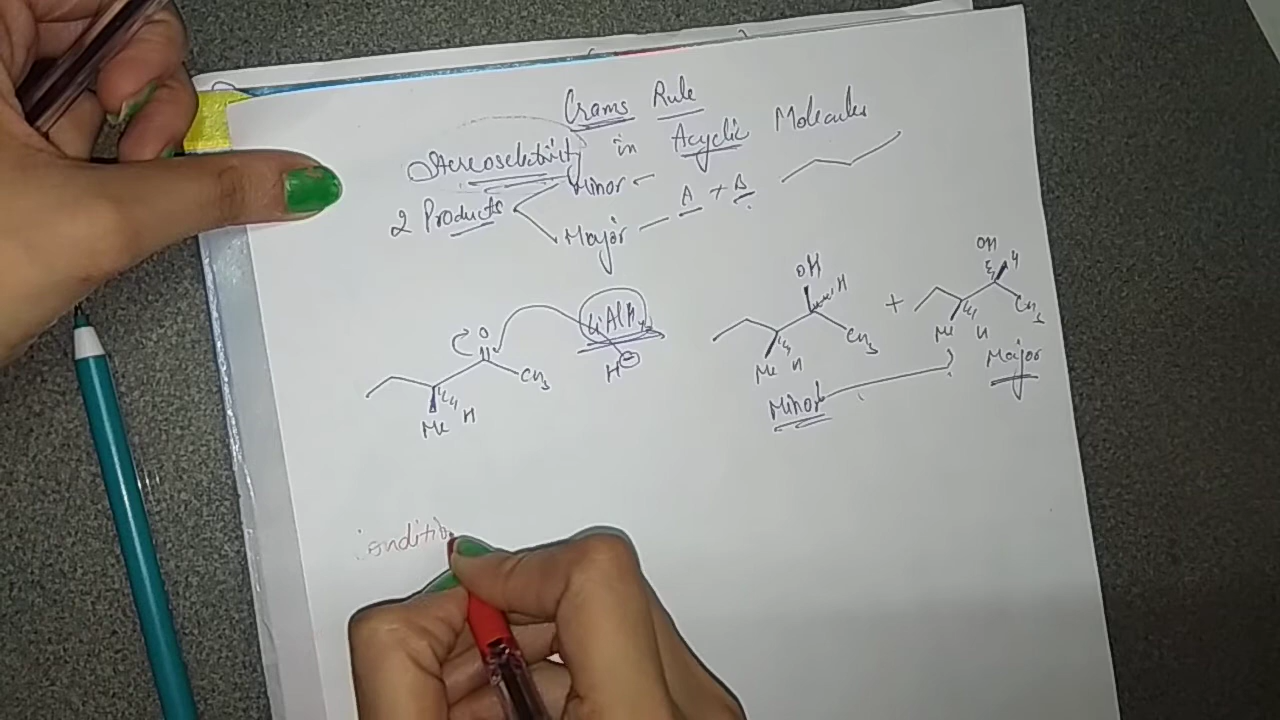 Crams Rule
Stereoselectivity in Acyclic Molecules
2 Products Minor
Major A + B
O
CH3
Me H
LiAlH4
H⊖
OH
H
CH3
Me H
+
OH
H
CH3
Me H
Minor
Major
conditio